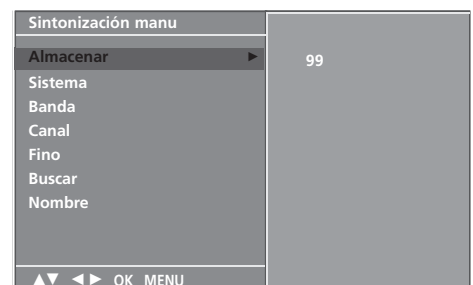 Sintonización manu
Almacenar ►
99
Sistema
Banda
Canal
Fino
Buscar
Nombre
▲▼ ◄► OK MENU